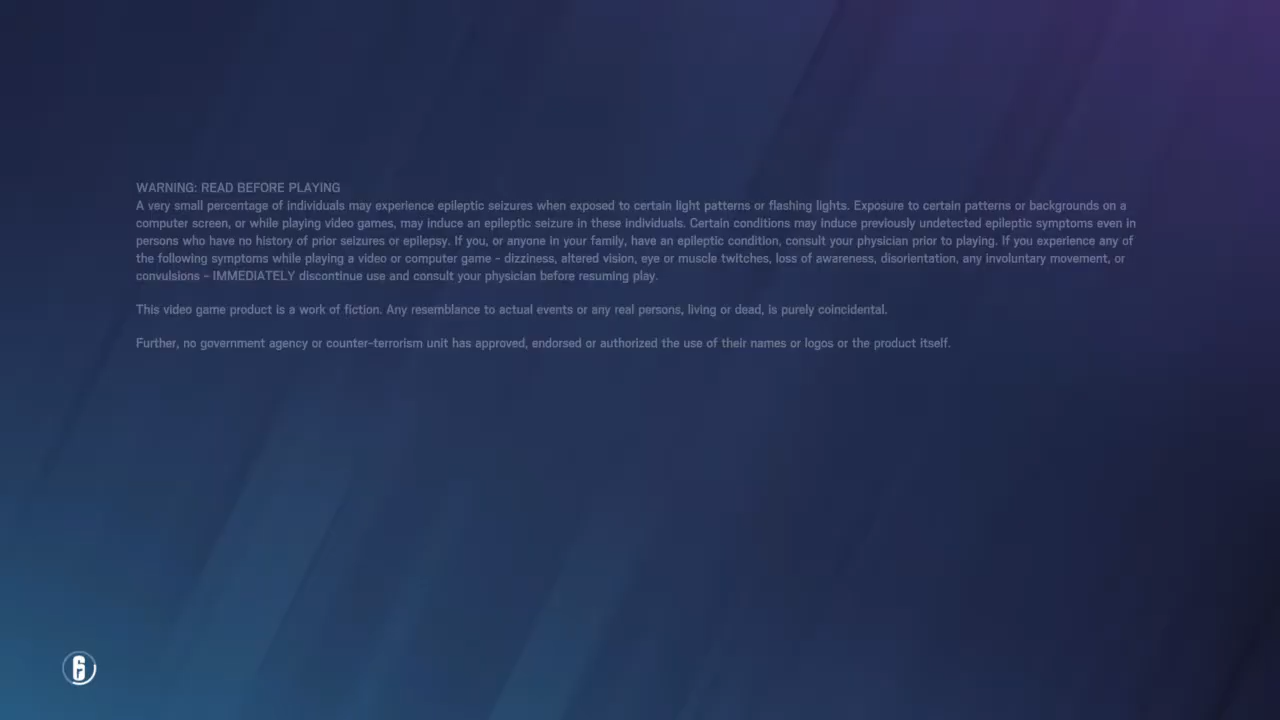 WARNING: READ BEFORE PLAYING
A very small percentage of individuals may experience epileptic seizures when exposed to certain light patterns or flashing lights. Exposure to certain patterns or backgrounds on a
computer screen, or while playing video games, may induce an epileptic seizure in these individuals. Certain conditions may induce previously undetected epileptic symptoms even in
persons who have no history of prior seizures or epilepsy. If you, or anyone in your family, have an epileptic condition, consult your physician prior to playing. If you experience any of
the following symptoms while playing a video or computer game - dizziness, altered vision, eye or muscle twitches, loss of awareness, disorientation, any involuntary movement, or
convulsions - IMMEDIATELY discontinue use and consult your physician before resuming play.
This video game product is a work of fiction. Any resemblance to actual events or any real persons, living or dead, is purely coincidental.
Further, no government agency or counter-terrorism unit has approved, endorsed or authorized the use of their names or logos or the product itself.
6